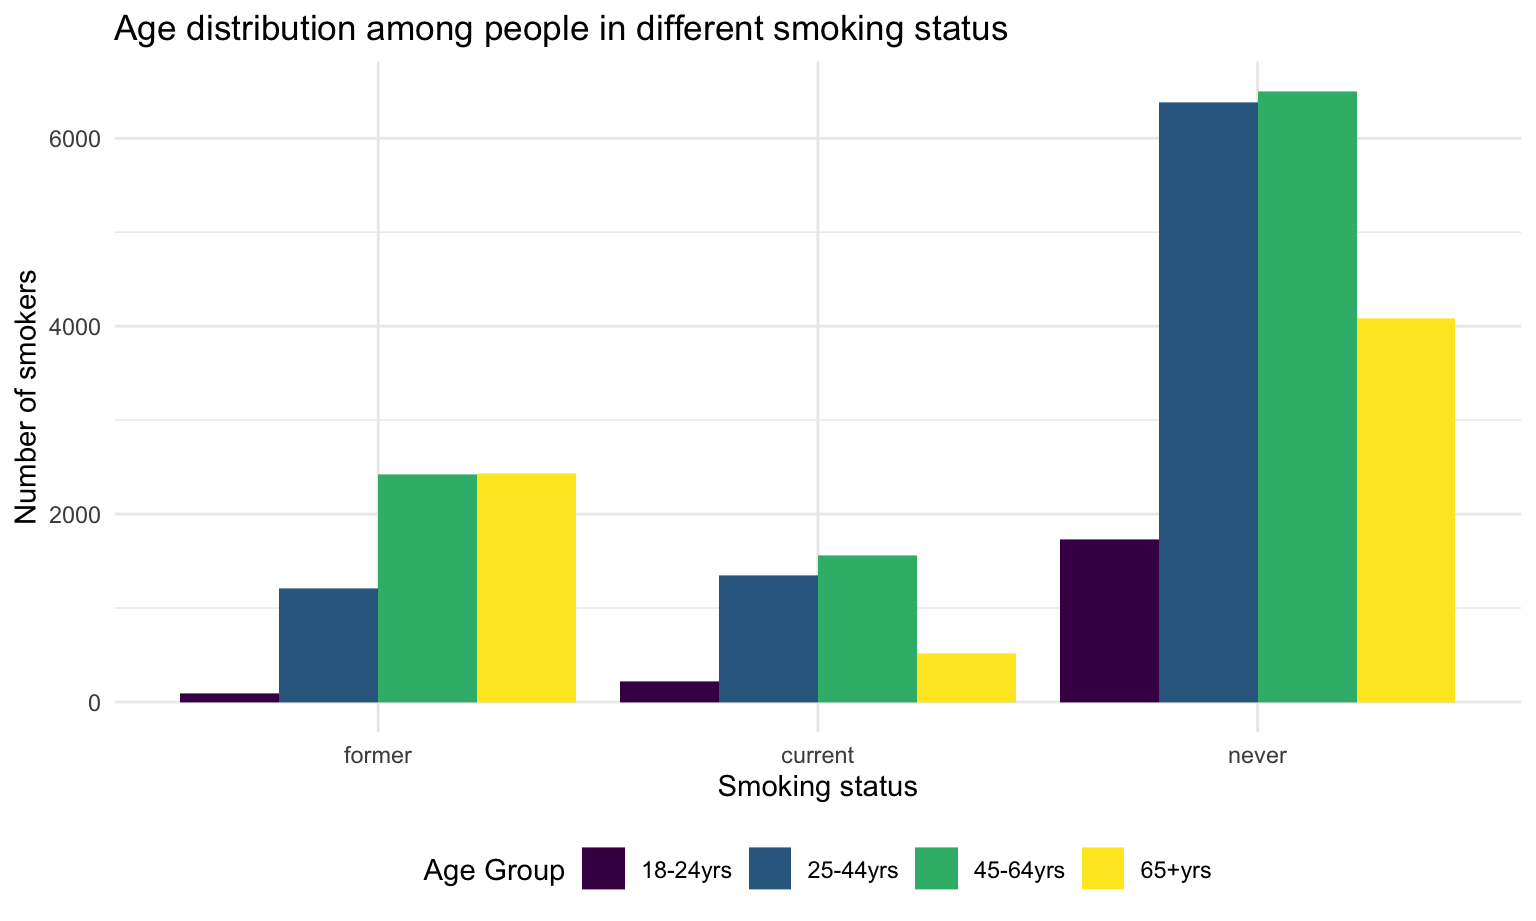 Age distribution among people in different smoking status
Number of smokers
6000
4000
2000
0
former current never
Smoking status
Age Group 18-24yrs 25-44yrs 45-64yrs 65+yrs